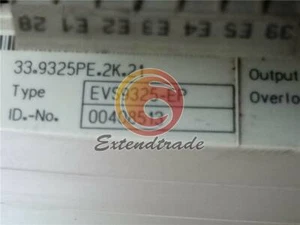 28 E1 E2 E3 E4 E5 39
33.9325PE.2K.21
Type EVS9325-EP
ID.-No. 00408513
Output
Overlo
Extendtrade